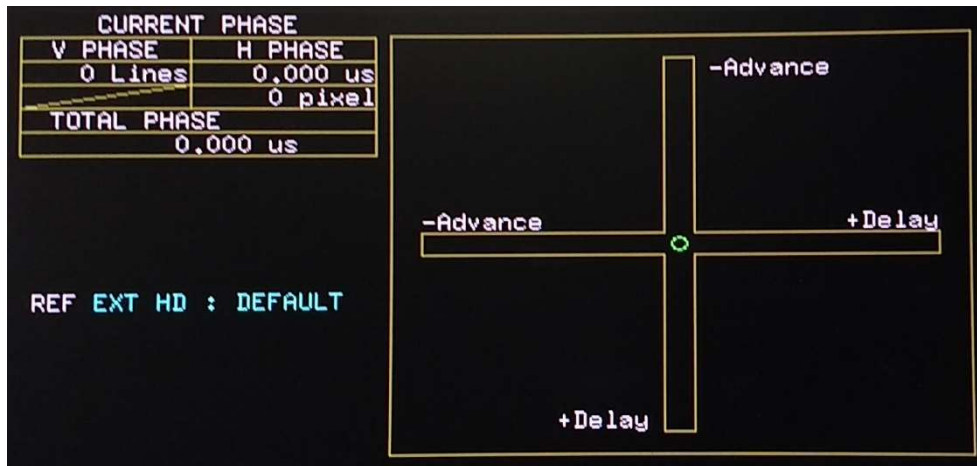 CURRENT PHASE
V PHASE H PHASE
0 Lines 0.000 us
0 pixel
TOTAL PHASE
0.000 us
REF EXT HD : DEFAULT
-Advance
-Advance
+Delay
+Delay